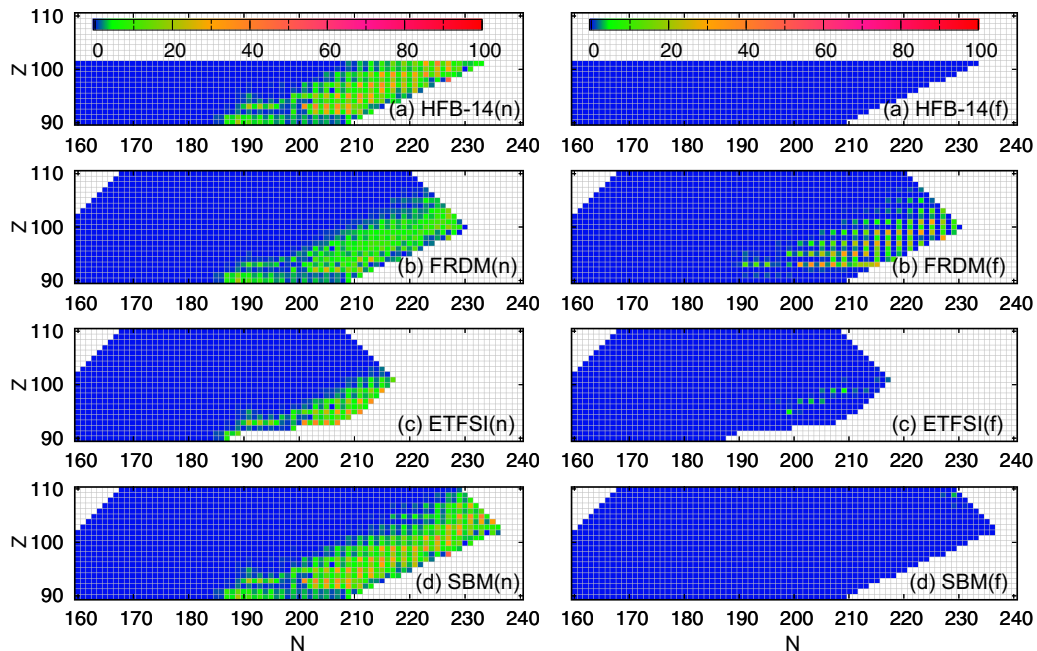 110
0 20 40 60 80 100
0 20 40 60 80 100
Z 100
(a) HFB-14(n)
(a) HFB-14(f)
90
160 170 180 190 200 210 220 230 240
160 170 180 190 200 210 220 230 240
110
Z 100
(b) FRDM(n)
(b) FRDM(f)
90
160 170 180 190 200 210 220 230 240
160 170 180 190 200 210 220 230 240
110
Z 100
(c) ETFSI(n)
(c) ETFSI(f)
90
160 170 180 190 200 210 220 230 240
160 170 180 190 200 210 220 230 240
110
Z 100
(d) SBM(n)
(d) SBM(f)
90
160 170 180 190 200 210 220 230 240
160 170 180 190 200 210 220 230 240
N
N